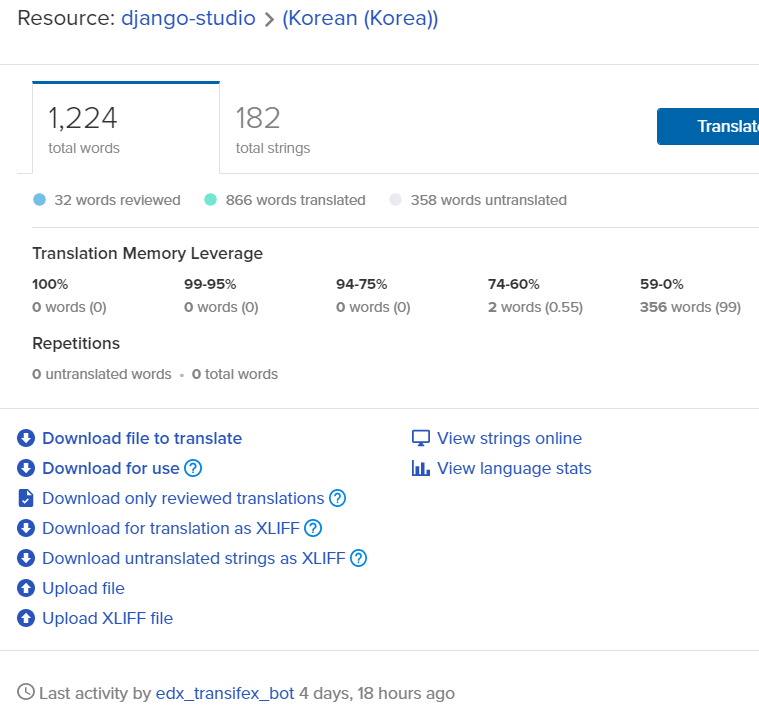 Resource: django-studio > (Korean (Korea))
1,224
total words
182
total strings
Translat
32 words reviewed
866 words translated
358 words untranslated
Translation Memory Leverage
100% 99-95% 94-75% 74-60% 59-0%
0 words (0) 0 words (0) 0 words (0) 2 words (0.55) 356 words (99)
Repetitions
0 untranslated words • 0 total words
Download file to translate
View strings online
Download for use ?
View language stats
Download only reviewed translations ?
Download for translation as XLIFF ?
Download untranslated strings as XLIFF ?
Upload file
Upload XLIFF file
Last activity by edx_transifex_bot 4 days, 18 hours ago